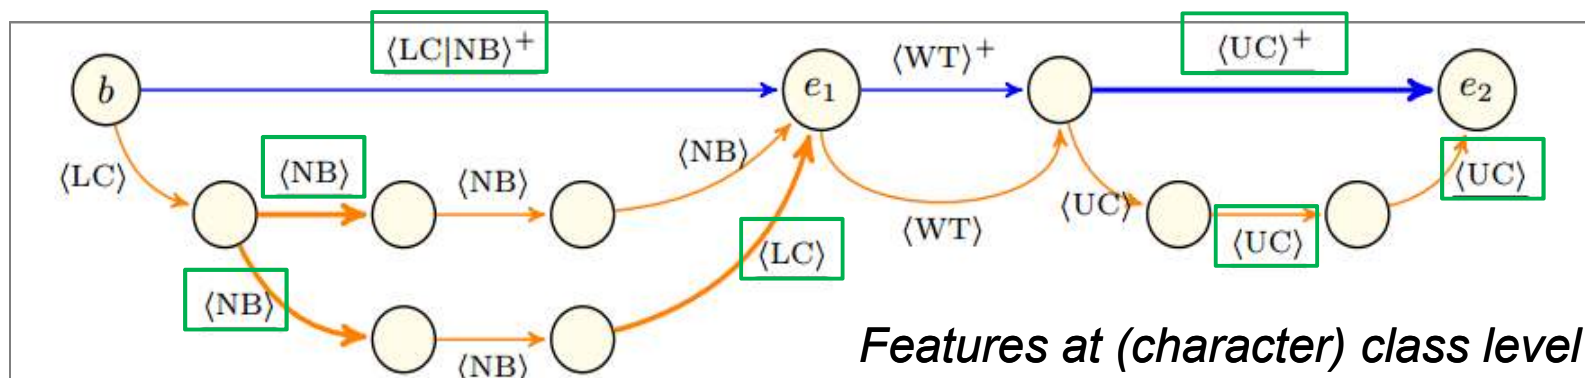 ⟨LC|NB⟩⁺
⟨WT⟩⁺
⟨UC⟩⁺
b
e₁
e₂
⟨LC⟩
⟨NB⟩
⟨NB⟩
⟨NB⟩
⟨UC⟩
⟨UC⟩
⟨WT⟩
⟨LC⟩
⟨UC⟩
⟨NB⟩
⟨NB⟩
Features at (character) class level